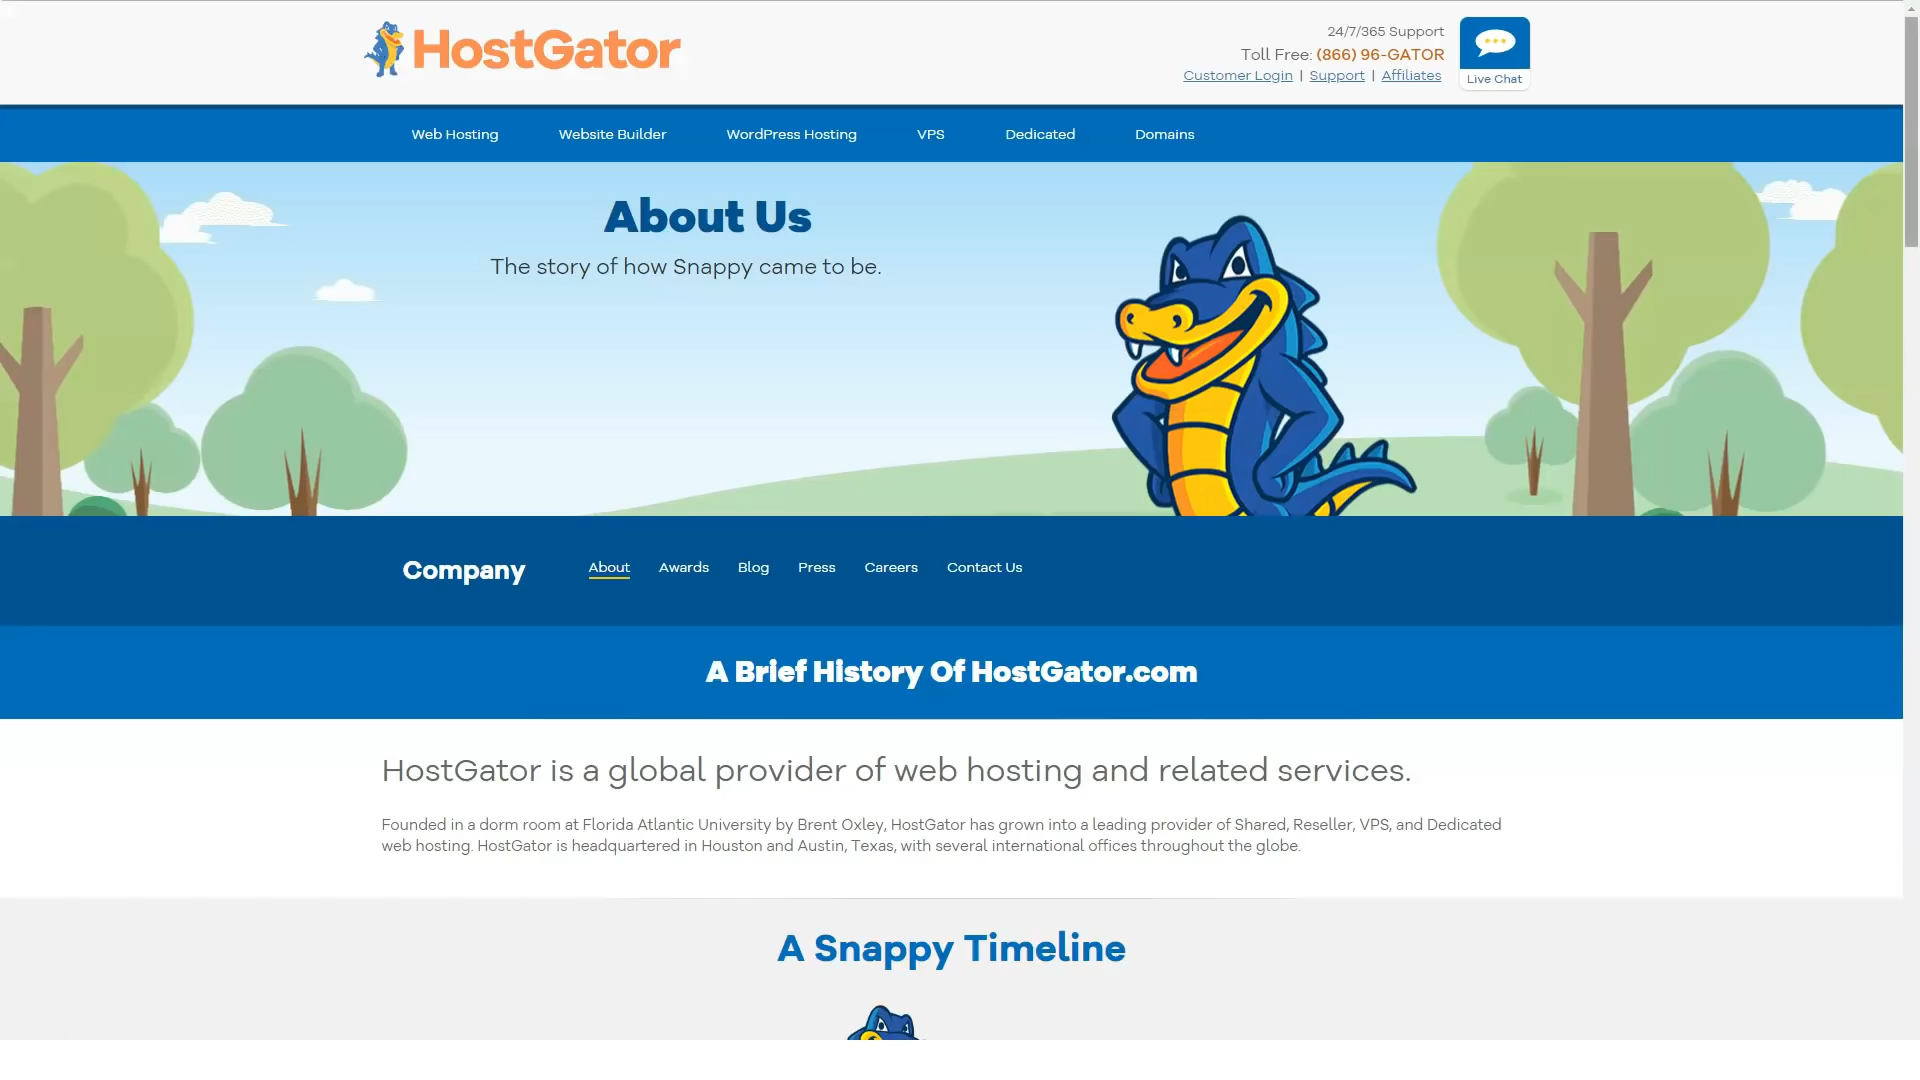 HostGator
24/7/365 Support
Toll Free: (866) 96-GATOR
Customer Login | Support | Affiliates
Live Chat
Web Hosting Website Builder WordPress Hosting VPS Dedicated Domains
About Us
The story of how Snappy came to be.
Company About Awards Blog Press Careers Contact Us
A Brief History Of HostGator.com
HostGator is a global provider of web hosting and related services.
Founded in a dorm room at Florida Atlantic University by Brent Oxley, HostGator has grown into a leading provider of Shared, Reseller, VPS, and Dedicated
web hosting. HostGator is headquartered in Houston and Austin, Texas, with several international offices throughout the globe.
A Snappy Timeline